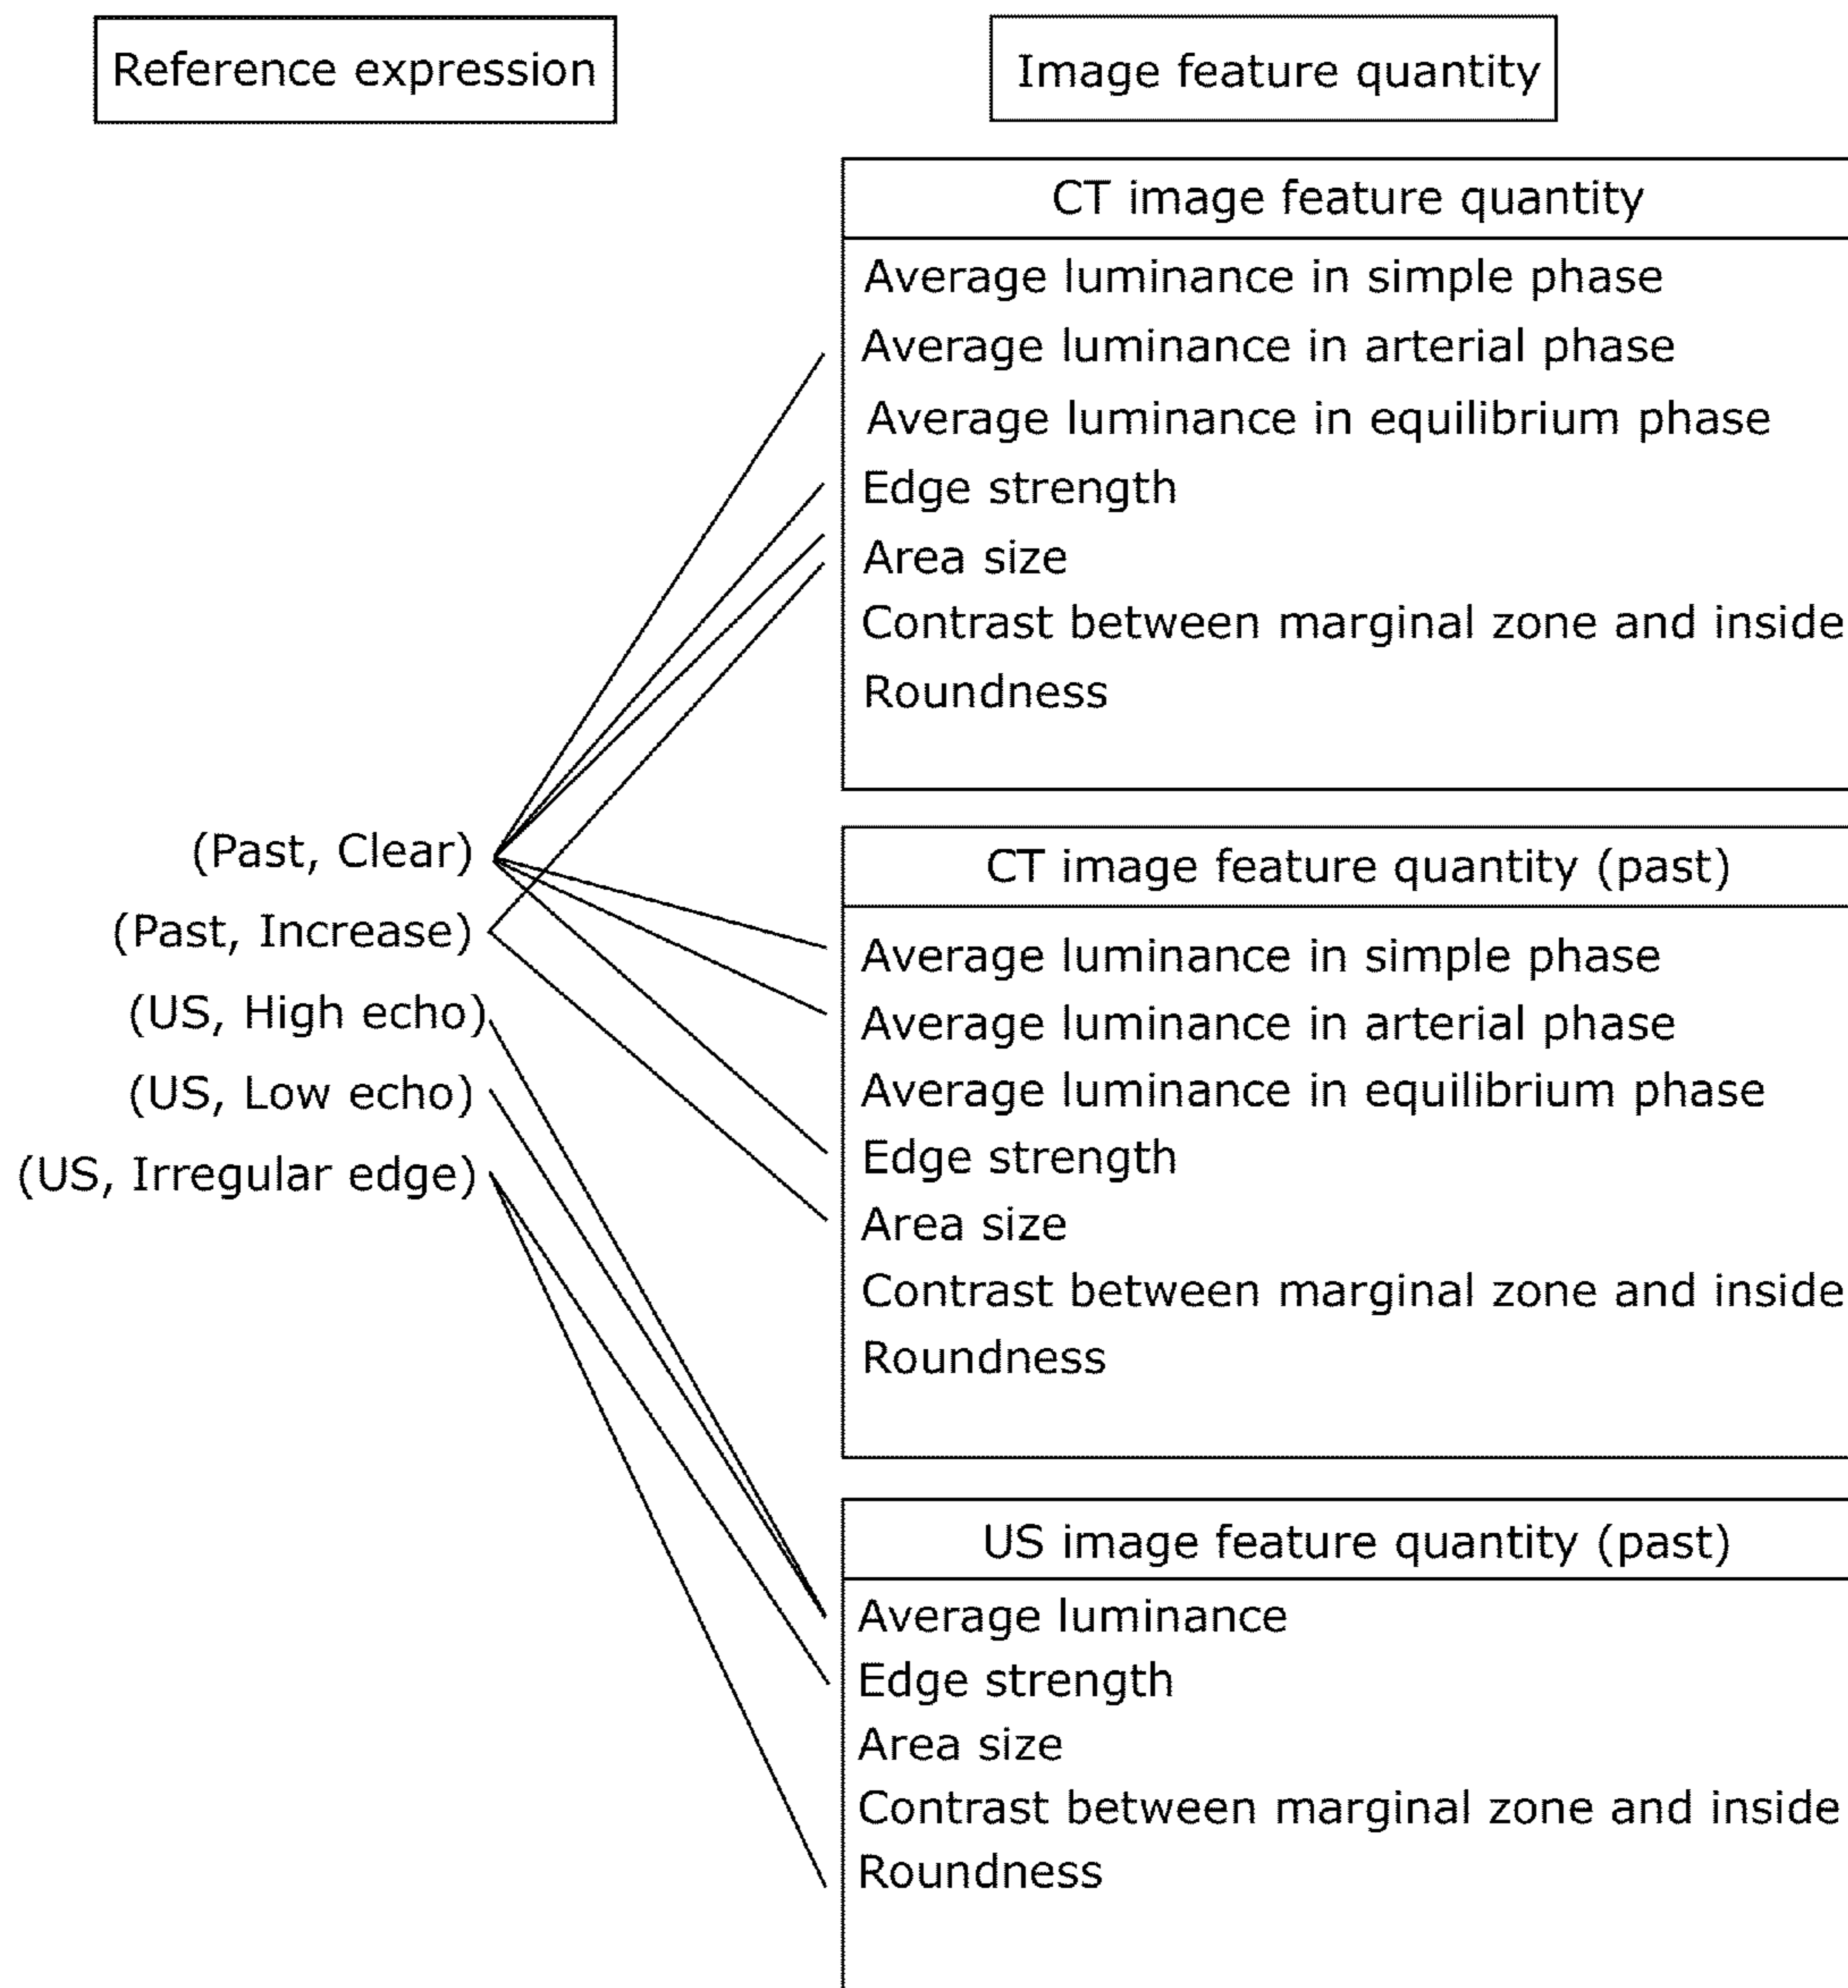 Reference expression
Image feature quantity
CT image feature quantity
Average luminance in simple phase
Average luminance in arterial phase
Average luminance in equilibrium phase
Edge strength
Area size
Contrast between marginal zone and inside
Roundness
(Past, Clear)
(Past, Increase)
(US, High echo)
(US, Low echo)
(US, Irregular edge)
CT image feature quantity (past)
Average luminance in simple phase
Average luminance in arterial phase
Average luminance in equilibrium phase
Edge strength
Area size
Contrast between marginal zone and inside
Roundness
US image feature quantity (past)
Average luminance
Edge strength
Area size
Contrast between marginal zone and inside
Roundness